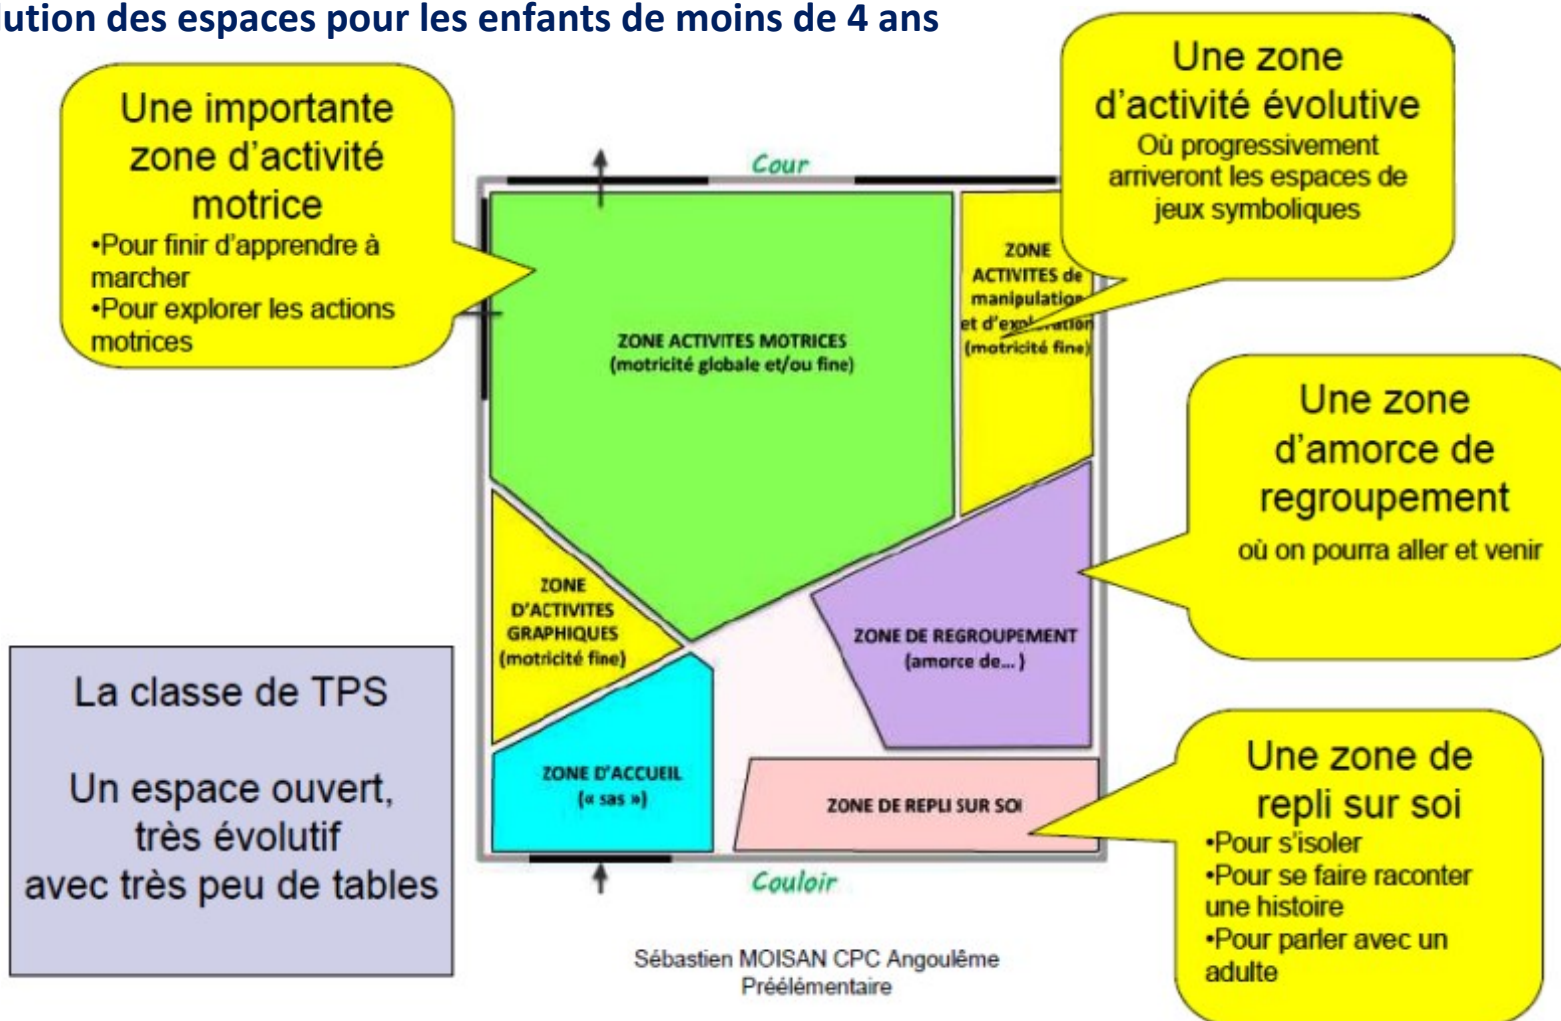 lution des espaces pour les enfants de moins de 4 ans
Une importante
zone d'activité
motrice
•Pour finir d'apprendre à
marcher
•Pour explorer les actions
motrices
Une zone
d'activité évolutive
Où progressivement
arriveront les espaces de
jeux symboliques
Cour
ZONE
ACTIVITES de
manipulation
et d'exploration
(motricité fine)
ZONE ACTIVITES MOTRICES
(motricité globale et/ou fine)
Une zone
d'amorce de
regroupement
où on pourra aller et venir
ZONE
D'ACTIVITES
GRAPHIQUES
(motricité fine)
ZONE DE REGROUPEMENT
(amorce de... )
La classe de TPS
Un espace ouvert,
très évolutif
avec très peu de tables
ZONE D'ACCUEIL
(« sas »)
ZONE DE REPLI SUR SOI
Une zone de
repli sur soi
•Pour s'isoler
•Pour se faire raconter
une histoire
•Pour parler avec un
adulte
Couloir
Sébastien MOISAN CPC Angoulême
Préélémentaire